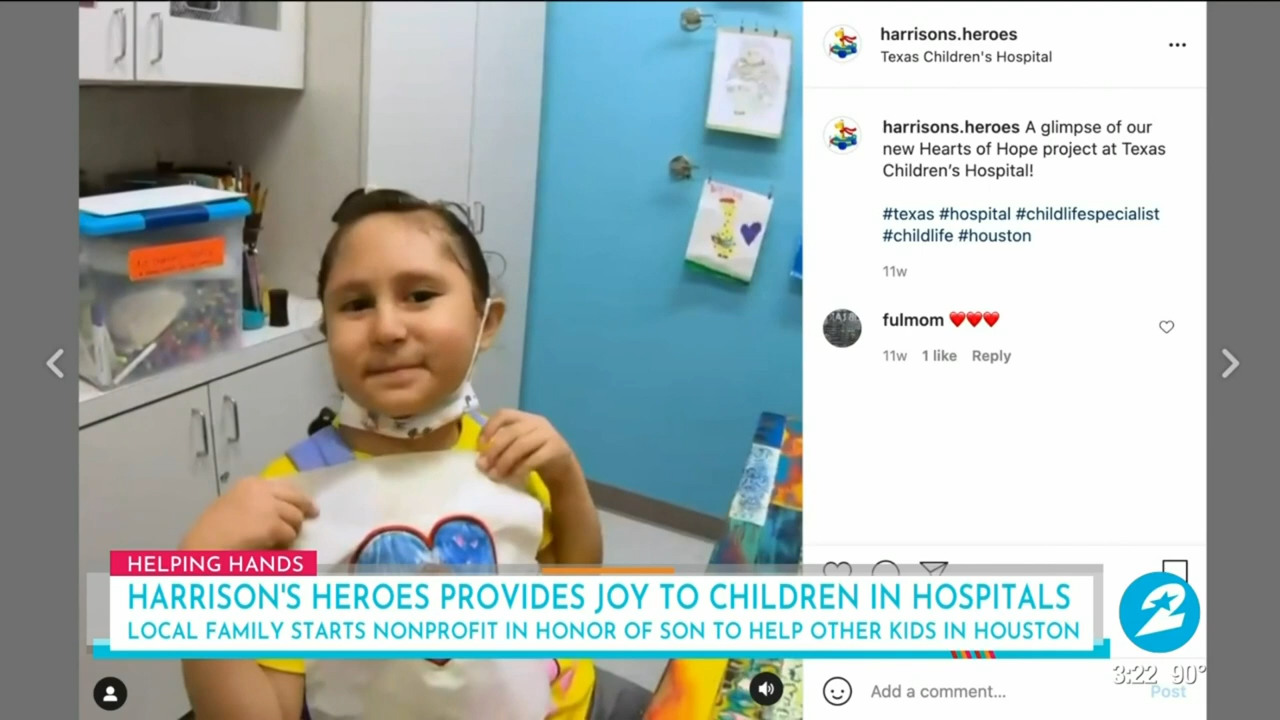 harrisons.heroes
Texas Children's Hospital
harrisons.heroes A glimpse of our
new Hearts of Hope project at Texas
Children's Hospital!
#texas #hospital #childlifespecialist
#childlife #houston
11w
fulmom ❤️❤️❤️
11w 1 like Reply
HELPING HANDS
HARRISON'S HEROES PROVIDES JOY TO CHILDREN IN HOSPITALS
LOCAL FAMILY STARTS NONPROFIT IN HONOR OF SON TO HELP OTHER KIDS IN HOUSTON
2
3:22 90°
Add a comment...
Post